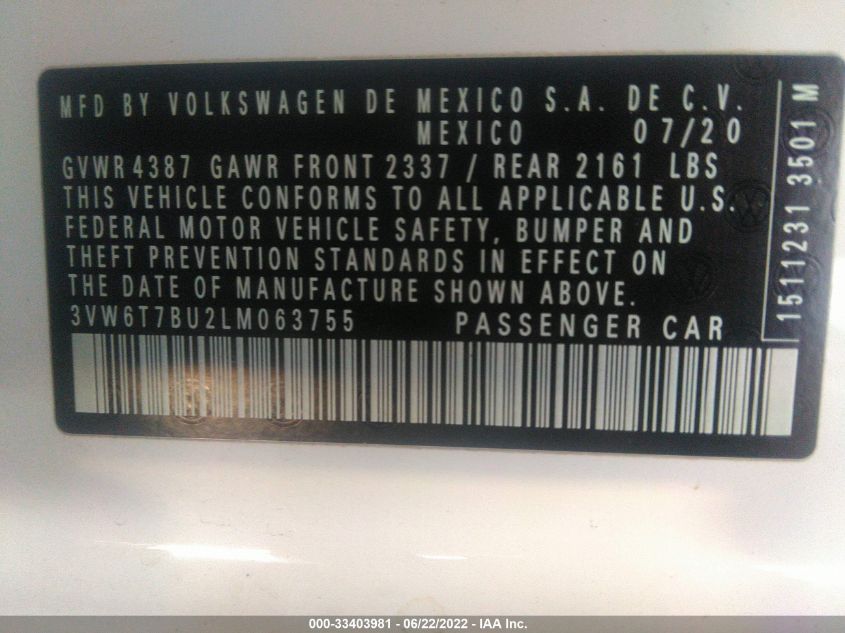 MFD BY VOLKSWAGEN DE MEXICO S.A. DE C.V.
MEXICO 07/20
GVWR 4387 GAWR FRONT 2337 / REAR 2161 LBS
THIS VEHICLE CONFORMS TO ALL APPLICABLE U.S.
FEDERAL MOTOR VEHICLE SAFETY, BUMPER AND
THEFT PREVENTION STANDARDS IN EFFECT ON
THE DATE OF MANUFACTURE SHOWN ABOVE.
3VW6T7BU2LM063755 PASSENGER CAR
1511231 3501 M
000-33403981 - 06/22/2022 - IAA Inc.